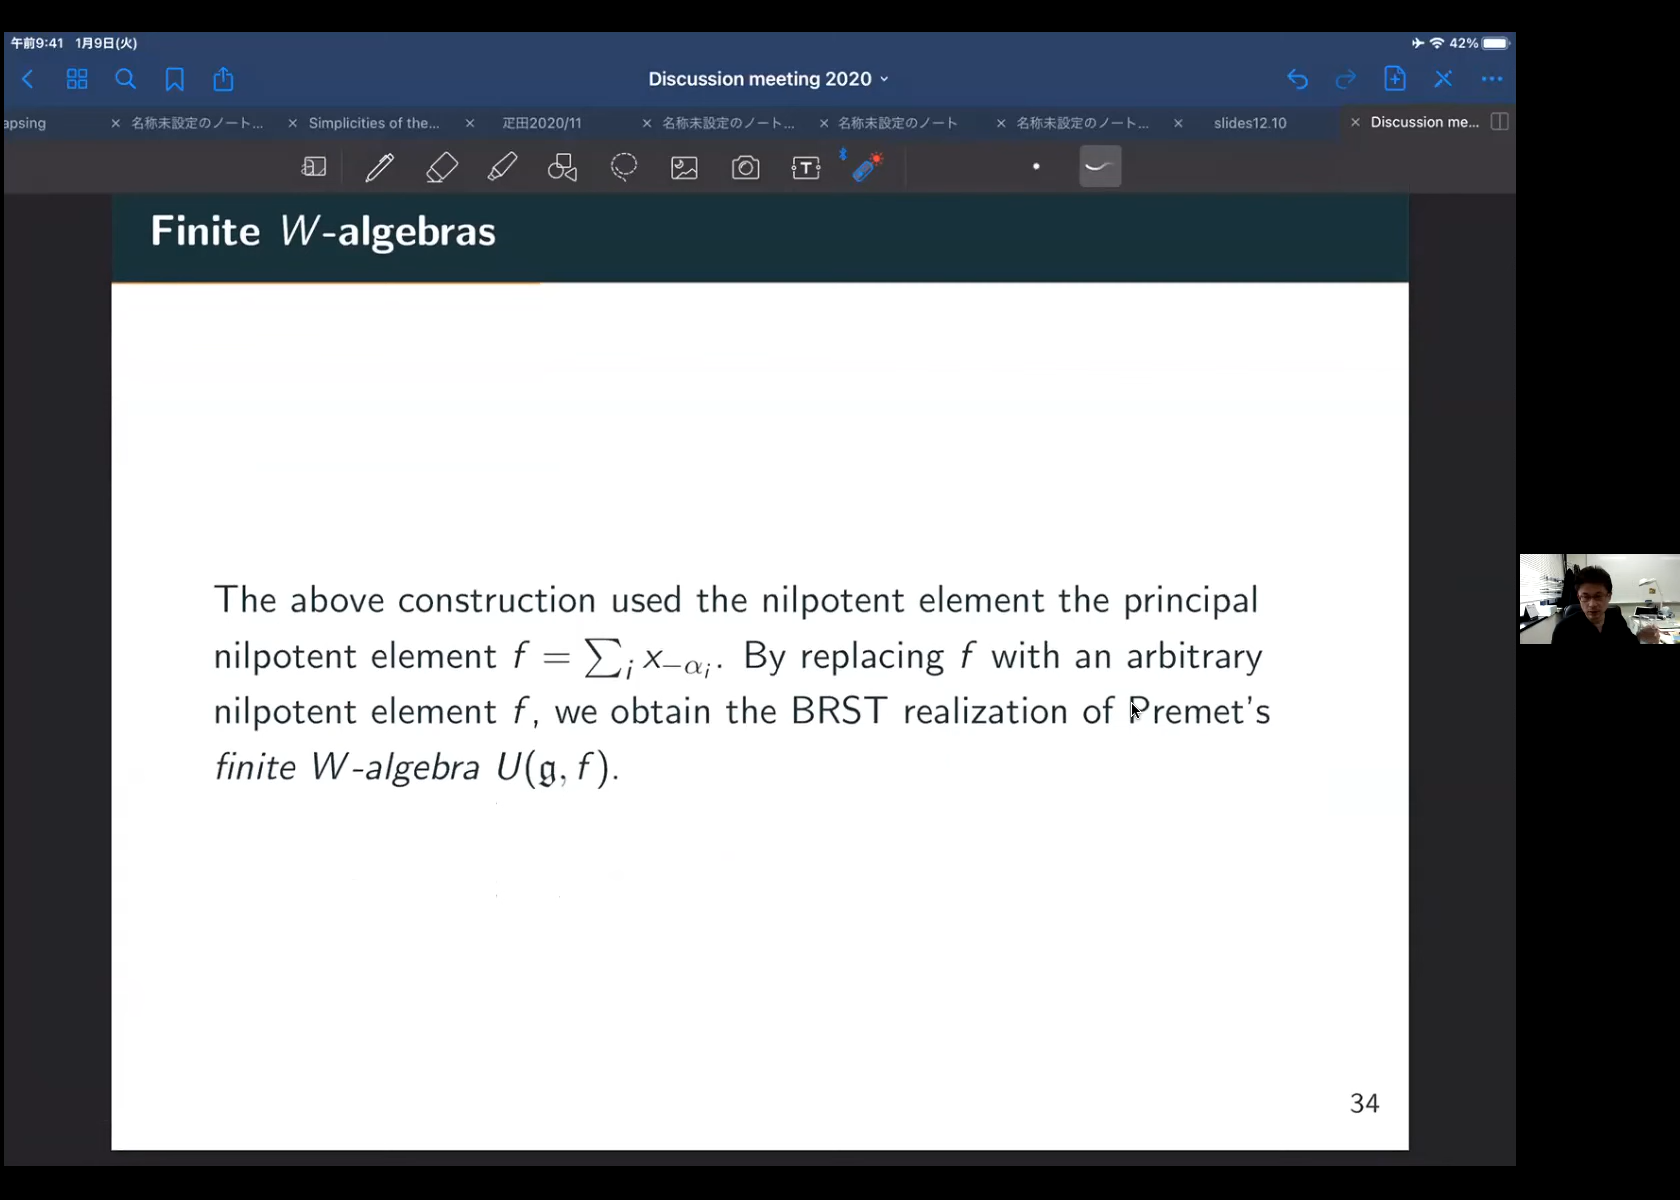 午前9:41 1月9日(火)
42%
Discussion meeting 2020
apsing
名称未設定のノート...
Simplicities of the...
疋田2020/11
名称未設定のノート...
名称未設定のノート
名称未設定のノート...
slides12.10
Discussion me...
T
Finite W-algebras
The above construction used the nilpotent element the principal
nilpotent element f = ∑ᵢ x_{−αᵢ}. By replacing f with an arbitrary
nilpotent element f, we obtain the BRST realization of Premet's
finite W-algebra U(𝔤, f).
34